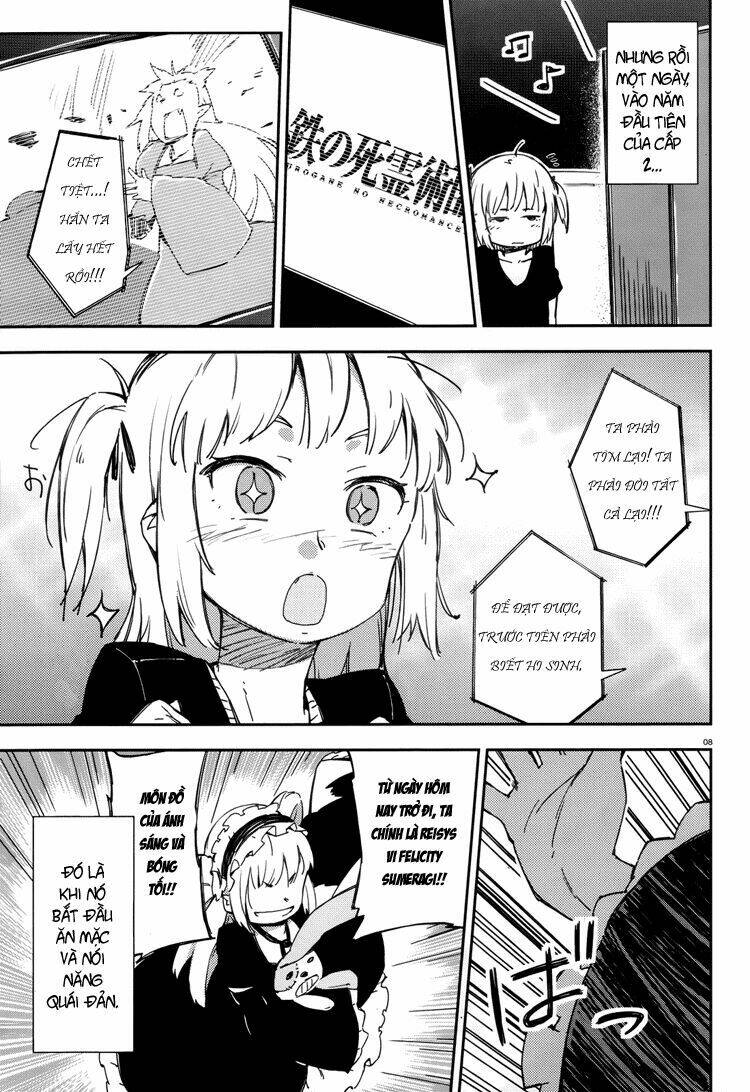 NHƯNG RỒI
MỘT NGÀY,
VÀO NĂM
ĐẦU TIÊN
CỦA CẤP
2...
鉄の死霊術師
KUROGANE NO NECROMANCER
CHẾT
TIỆT...!
HẮN TA
LẤY HẾT
RỒI!!!
TA PHẢI
TÌM LẠI! TA
PHẢI ĐÒI TẤT
CẢ LẠI!!!
お
ĐỂ ĐẠT ĐƯỢC,
TRƯỚC TIÊN PHẢI
BIẾT HI SINH.
08
ばっ
TỪ NGÀY HÔM
NAY TRỞ ĐI, TA
CHÍNH LÀ REISYS
VI FELICITY
SUMERAGI!
MÔN ĐỒ
CỦA ÁNH
SÁNG VÀ
BÓNG
TỐI!!
ĐÓ LÀ
KHI NÓ
BẮT ĐẦU
ĂN MẶC
VÀ NÓI
NĂNG
QUÁI ĐẢN.